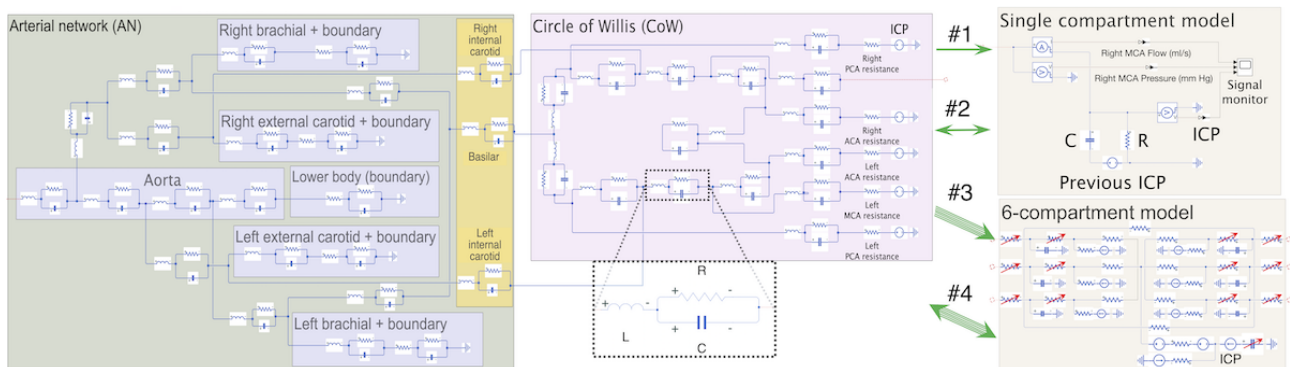 Arterial network (AN)
Right brachial + boundary
Right external carotid + boundary
Aorta
Lower body (boundary)
Left external carotid + boundary
Left brachial + boundary
Right
internal
carotid
Basilar
Left
internal
carotid
Circle of Willis (CoW)
ICP
Right
PCA resistance
Right
ACA resistance
Left
ACA resistance
Left
MCA resistance
Left
PCA resistance
R
+ -
+ -
+ -
L
C
#1
#2
#3
#4
Single compartment model
A
V
Right MCA Flow (ml/s)
Right MCA Pressure (mm Hg)
Signal
monitor
V
ICP
C
R
Previous ICP
6-compartment model
ICP